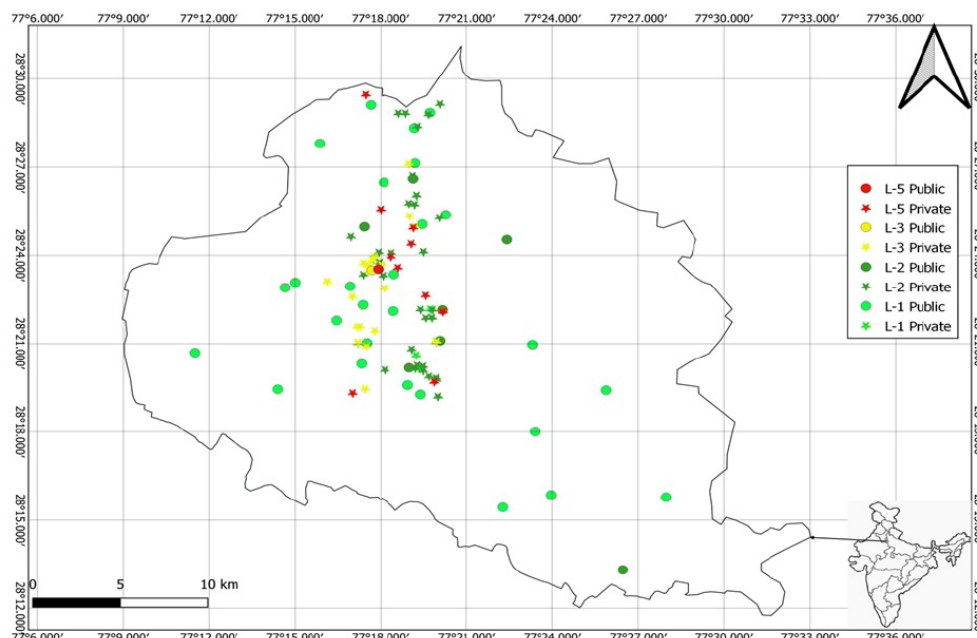 77°6.000′ 77°9.000′ 77°12.000′ 77°15.000′ 77°18.000′ 77°21.000′ 77°24.000′ 77°27.000′ 77°30.000′ 77°33.000′ 77°36.000′
28°30.000′
28°27.000′
28°24.000′
28°21.000′
28°18.000′
28°15.000′
28°12.000′
L-5 Public
L-5 Private
L-3 Public
L-3 Private
L-2 Public
L-2 Private
L-1 Public
L-1 Private
0 5 10 km
77°6.000′ 77°9.000′ 77°12.000′ 77°15.000′ 77°18.000′ 77°21.000′ 77°24.000′ 77°27.000′ 77°30.000′ 77°33.000′ 77°36.000′